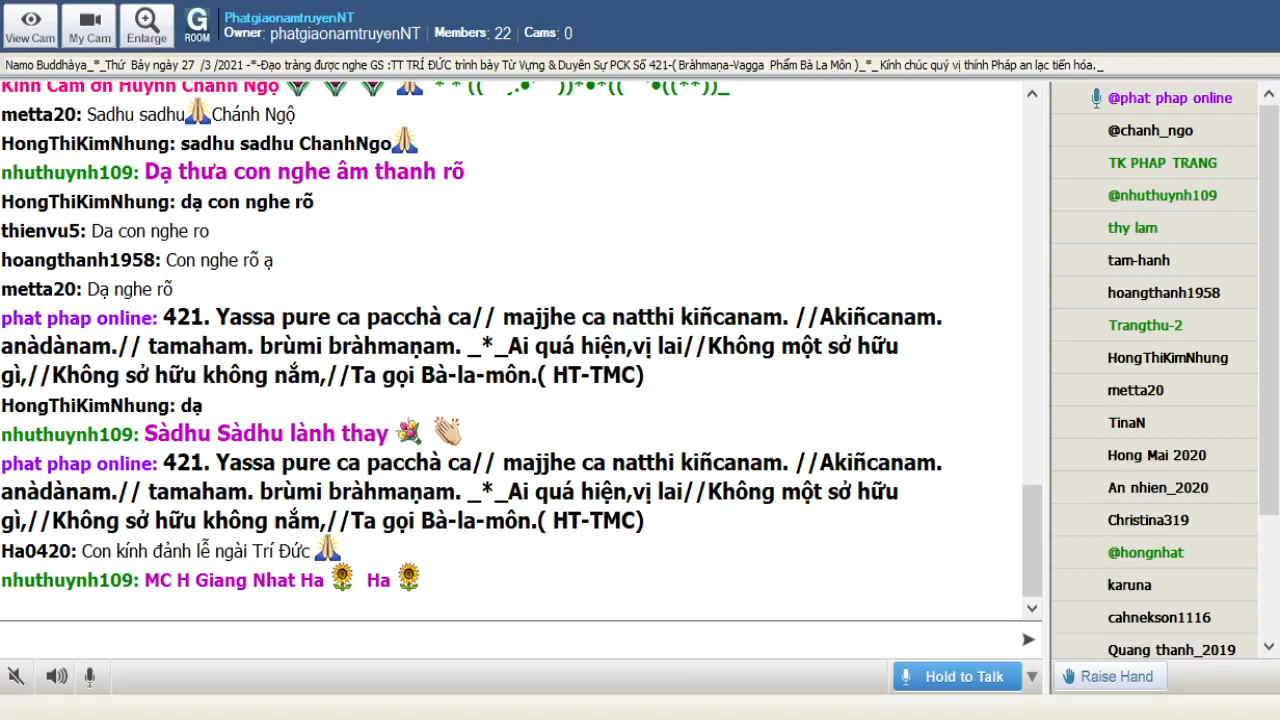 View Cam
My Cam
Enlarge
G
ROOM
PhatgiaonamtruyenNT
Owner: phatgiaonamtruyenNT | Members: 22 | Cams: 0
Namo Buddhàya_*_Thứ Bảy ngày 27 /3 /2021 -*-Đạo tràng được nghe GS :TT TRÍ ĐỨC trình bày Từ Vựng & Duyên Sự PCK Số 421-( Bràhmaṇa-Vagga Phẩm Bà La Môn )_*_ Kính chúc quý vị thính Pháp an lạc tiến hóa._
Kính Cám ơn Huynh Chánh Ngộ
metta20: Sadhu sadhu🙏Chánh Ngộ
HongThiKimNhung: sadhu sadhu ChanhNgo🙏
nhuthuynh109: Dạ thưa con nghe âm thanh rõ
HongThiKimNhung: dạ con nghe rõ
thienvu5: Da con nghe ro
hoangthanh1958: Con nghe rõ ạ
metta20: Dạ nghe rõ
phat phap online: 421. Yassa pure ca pacchà ca// majjhe ca natthi kiñcanam. //Akiñcanam.
anàdànam.// tamaham. brùmi bràhmaṇam. _*_Ai quá hiện,vị lai//Không một sở hữu
gì,//Không sở hữu không nắm,//Ta gọi Bà-la-môn.( HT-TMC)
HongThiKimNhung: dạ
nhuthuynh109: Sàdhu Sàdhu lành thay 💐 👏
phat phap online: 421. Yassa pure ca pacchà ca// majjhe ca natthi kiñcanam. //Akiñcanam.
anàdànam.// tamaham. brùmi bràhmaṇam. _*_Ai quá hiện,vị lai//Không một sở hữu
gì,//Không sở hữu không nắm,//Ta gọi Bà-la-môn.( HT-TMC)
Ha0420: Con kính đảnh lễ ngài Trí Đức 🙏
nhuthuynh109: MC H Giang Nhat Ha 🌻 Ha 🌻
Hold to Talk
@phat phap online
@chanh_ngo
TK PHAP TRANG
@nhuthuynh109
thy lam
tam-hanh
hoangthanh1958
Trangthu-2
HongThiKimNhung
metta20
TinaN
Hong Mai 2020
An nhien_2020
Christina319
@hongnhat
karuna
cahnekson1116
Quang thanh_2019
Raise Hand